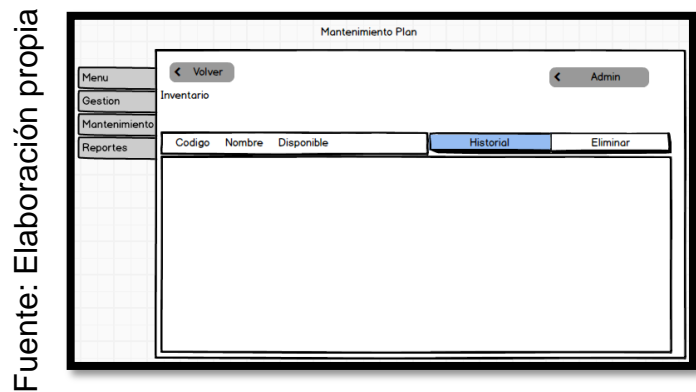 Fuente: Elaboración propia
Mantenimiento Plan
Volver
Admin
Menu
Gestion
Mantenimiento
Reportes
Inventario
Codigo Nombre Disponible
Historial
Eliminar